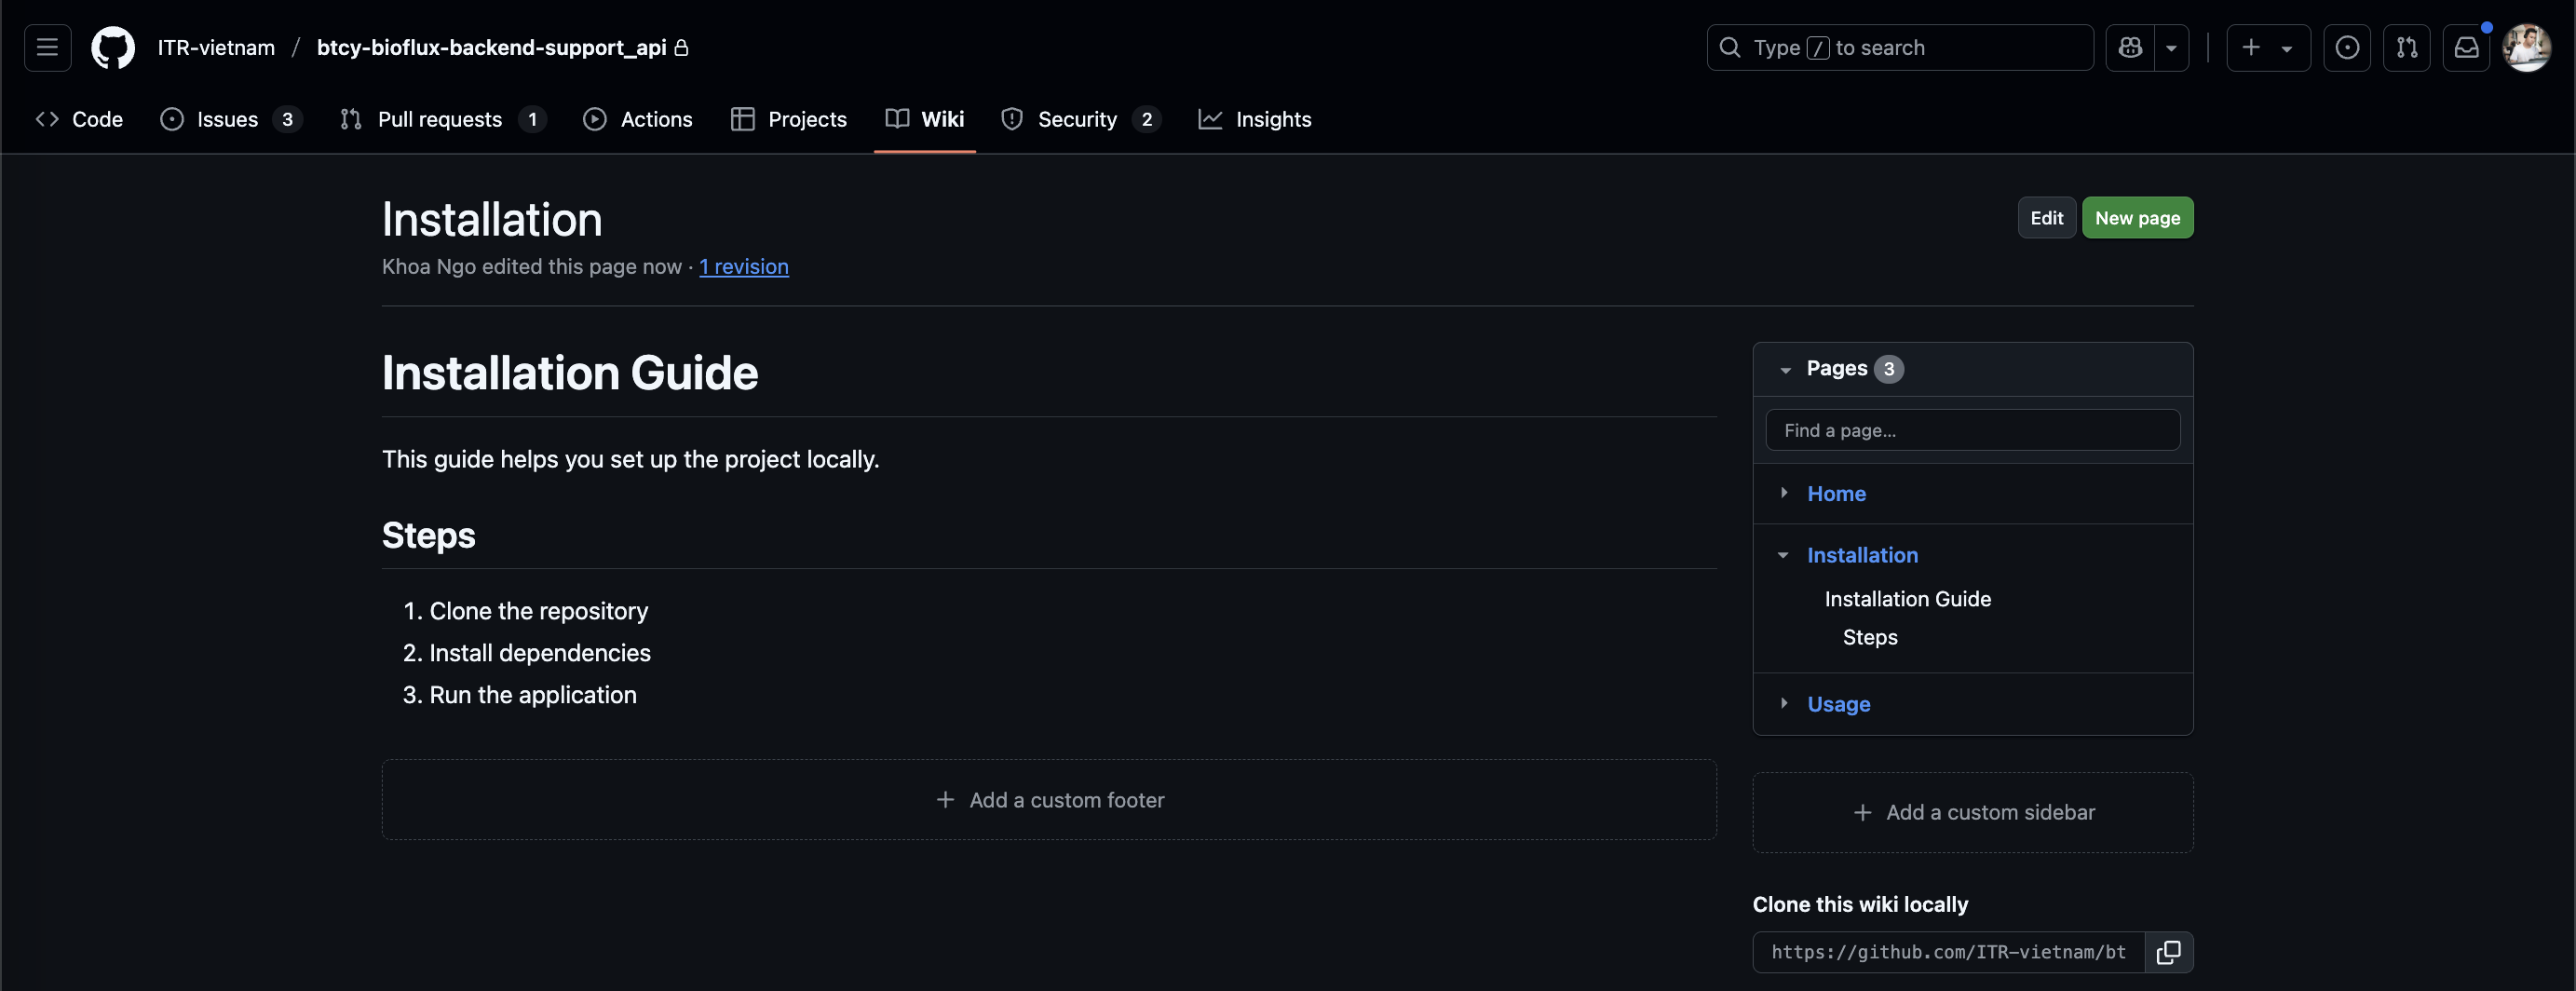 ITR-vietnam / btcy-bioflux-backend-support_api
Type / to search
Code
Issues 3
Pull requests 1
Actions
Projects
Wiki
Security 2
Insights
Installation
Edit
New page
Khoa Ngo edited this page now · 1 revision
Installation Guide
This guide helps you set up the project locally.
Steps
1. Clone the repository
2. Install dependencies
3. Run the application
+ Add a custom footer
Pages 3
Find a page...
Home
Installation
Installation Guide
Steps
Usage
+ Add a custom sidebar
Clone this wiki locally
https://github.com/ITR-vietnam/bt